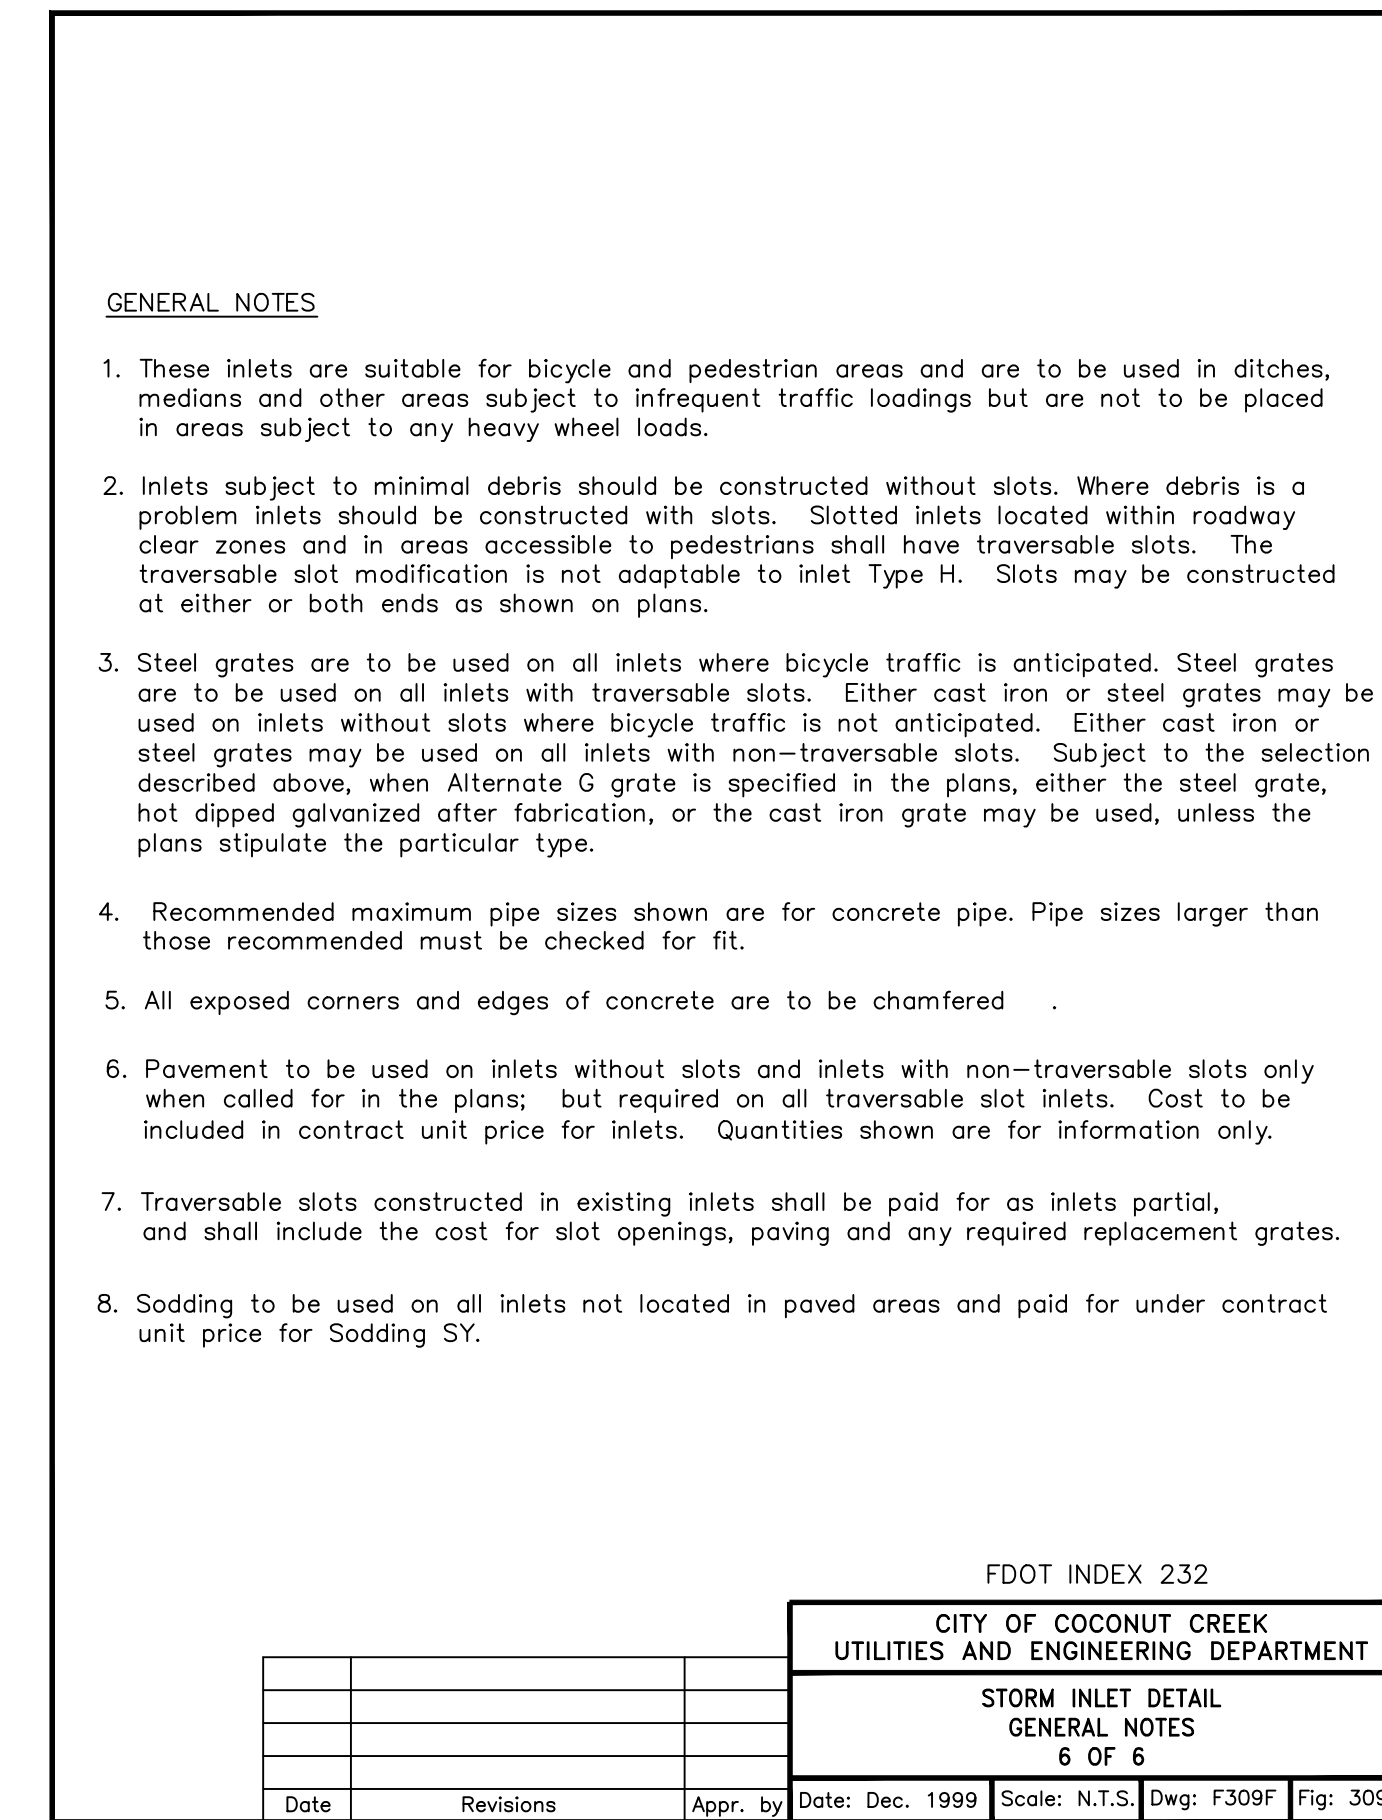 GENERAL NOTES
1. These inlets are suitable for bicycle and pedestrian areas and are to be used in ditches,
medians and other areas subject to infrequent traffic loadings but are not to be placed
in areas subject to any heavy wheel loads.
2. Inlets subject to minimal debris should be constructed without slots. Where debris is a
problem inlets should be constructed with slots. Slotted inlets located within roadway
clear zones and in areas accessible to pedestrians shall have traversable slots. The
traversable slot modification is not adaptable to inlet Type H. Slots may be constructed
at either or both ends as shown on plans.
3. Steel grates are to be used on all inlets where bicycle traffic is anticipated. Steel grates
are to be used on all inlets with traversable slots. Either cast iron or steel grates may be
used on inlets without slots where bicycle traffic is not anticipated. Either cast iron or
steel grates may be used on all inlets with non-traversable slots. Subject to the selection
described above, when Alternate G grate is specified in the plans, either the steel grate,
hot dipped galvanized after fabrication, or the cast iron grate may be used, unless the
plans stipulate the particular type.
4. Recommended maximum pipe sizes shown are for concrete pipe. Pipe sizes larger than
those recommended must be checked for fit.
5. All exposed corners and edges of concrete are to be chamfered .
6. Pavement to be used on inlets without slots and inlets with non-traversable slots only
when called for in the plans; but required on all traversable slot inlets. Cost to be
included in contract unit price for inlets. Quantities shown are for information only.
7. Traversable slots constructed in existing inlets shall be paid for as inlets partial,
and shall include the cost for slot openings, paving and any required replacement grates.
8. Sodding to be used on all inlets not located in paved areas and paid for under contract
unit price for Sodding SY.
FDOT INDEX 232
CITY OF COCONUT CREEK
UTILITIES AND ENGINEERING DEPARTMENT
STORM INLET DETAIL
GENERAL NOTES
6 OF 6
Date Revisions Appr. by Date: Dec. 1999 Scale: N.T.S. Dwg: F309F Fig: